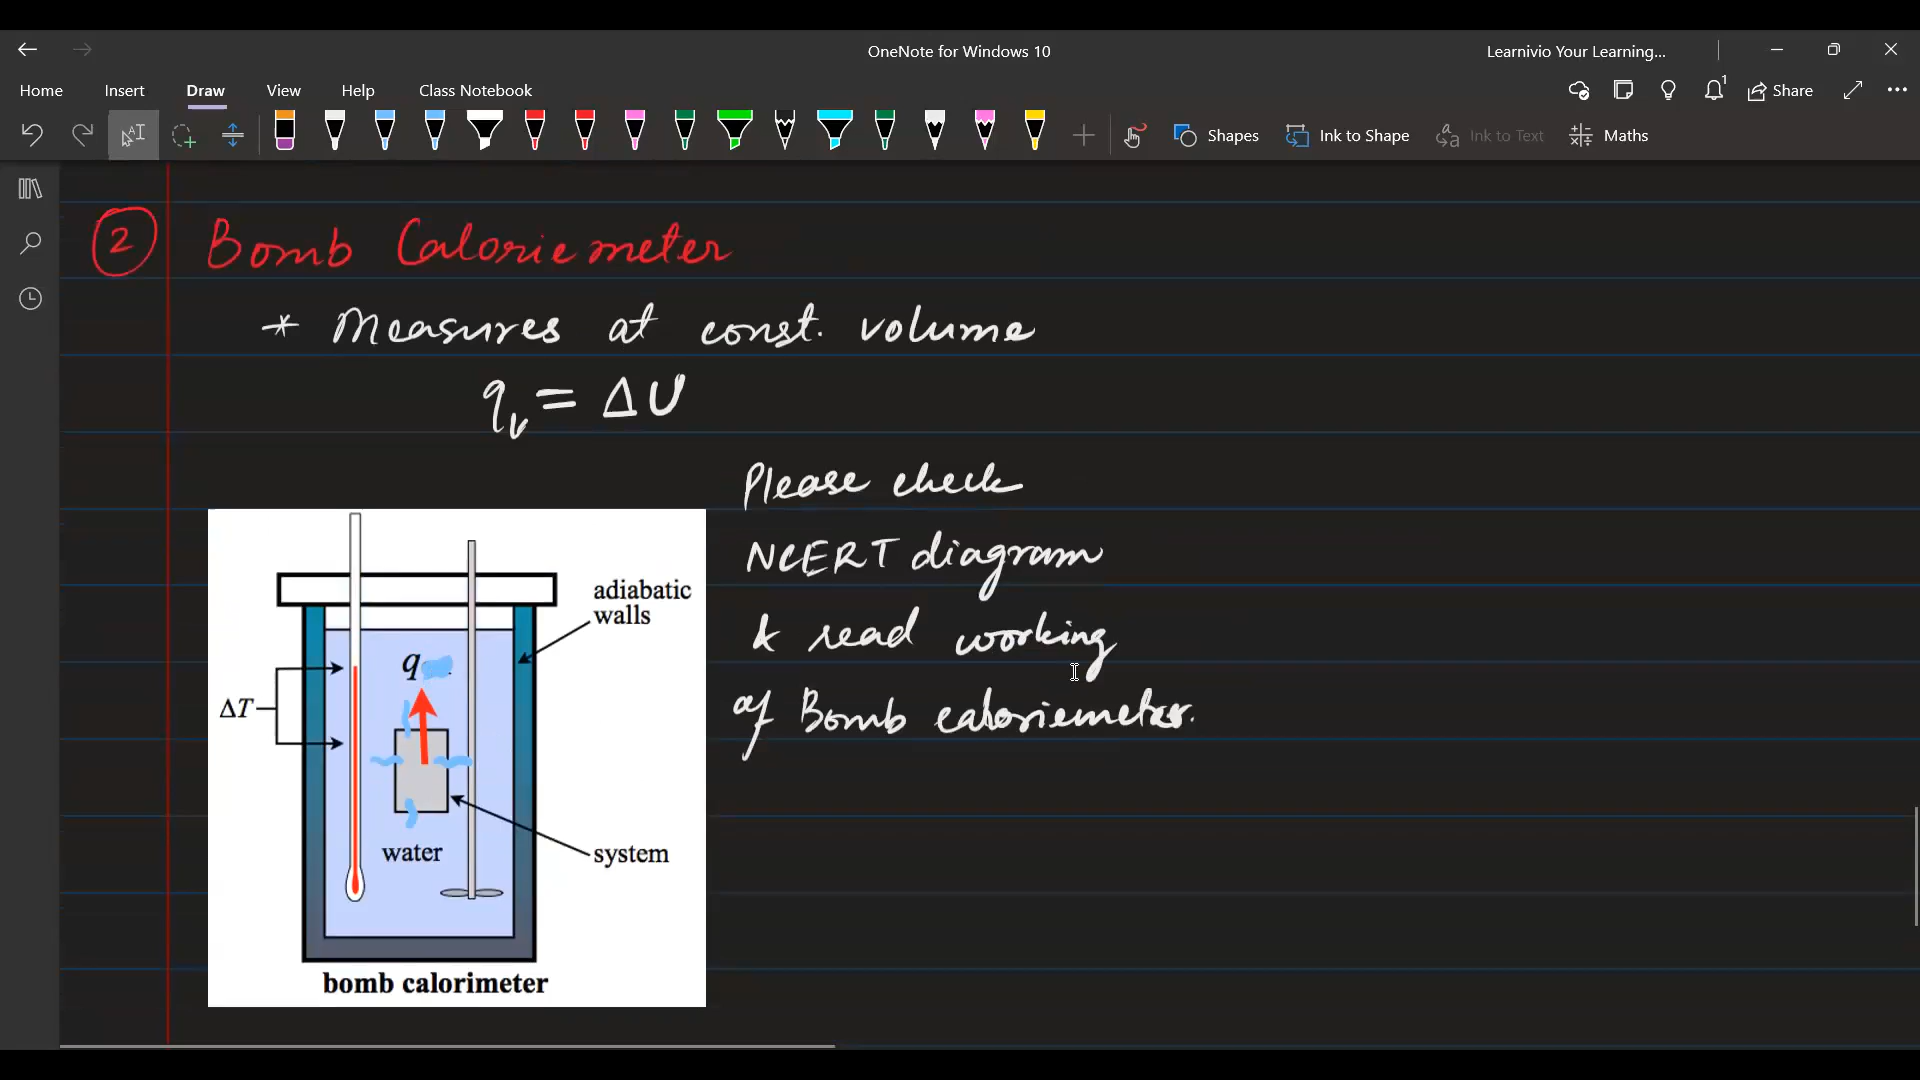 OneNote for Windows 10
Learnivio Your Learning...
Home Insert Draw View Help Class Notebook
1
Share
Shapes Ink to Shape Ink to Text Maths
2 Bomb Caloriemeter
* Measures at const. volume
qv = ΔU
Please check
NCERT diagram
& read working
of Bomb caloriemeter.
adiabatic
walls
q
ΔT
water
system
bomb calorimeter